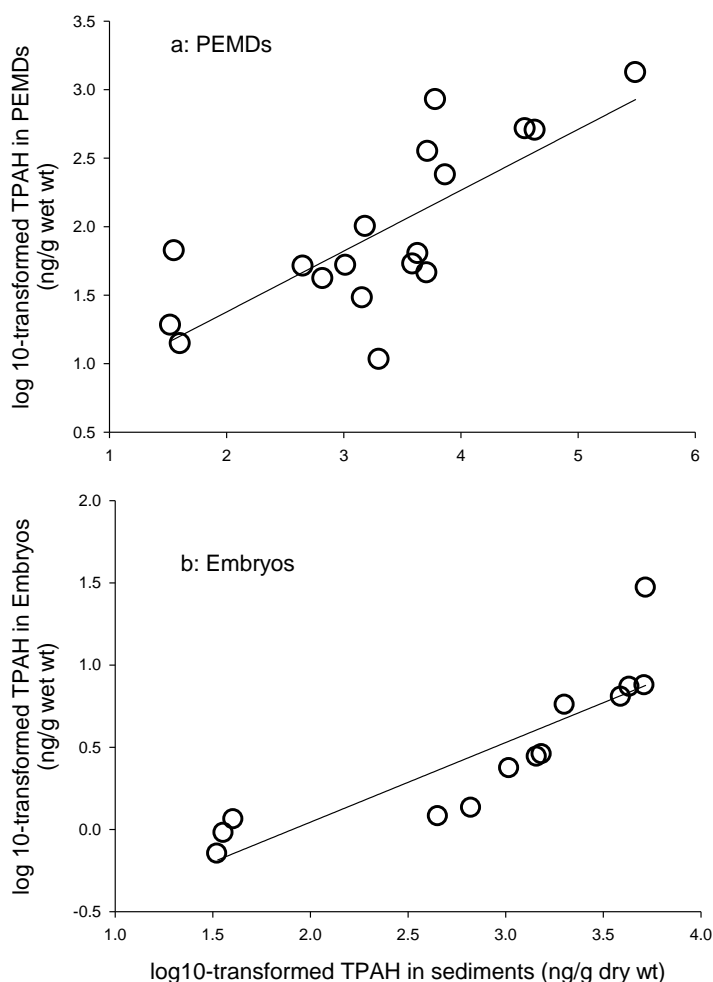 a: PEMDs
log 10-transformed TPAH in PEMDs
(ng/g wet wt)
3.5
3.0
2.5
2.0
1.5
1.0
0.5
1 2 3 4 5 6
b: Embryos
log 10-transformed TPAH in Embryos
(ng/g wet wt)
2.0
1.5
1.0
0.5
0.0
-0.5
1.0 1.5 2.0 2.5 3.0 3.5 4.0
log10-transformed TPAH in sediments (ng/g dry wt)